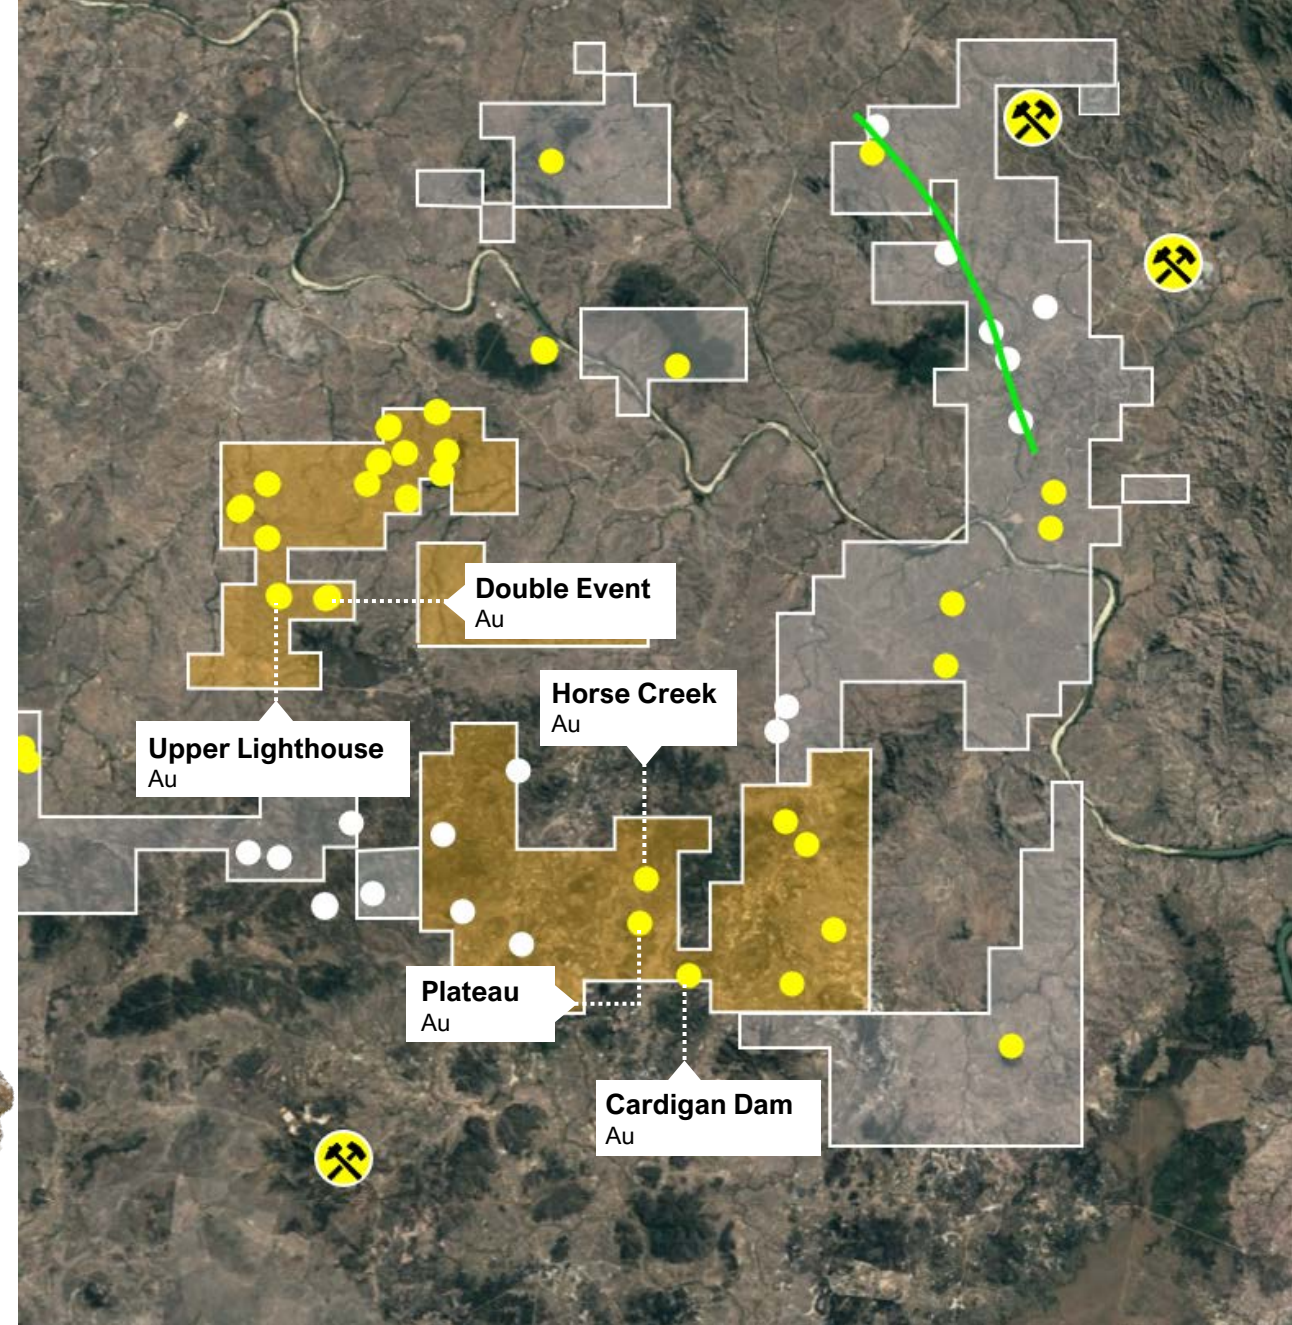 Double Event
Au
Horse Creek
Au
Upper Lighthouse
Au
Plateau
Au
Cardigan Dam
Au